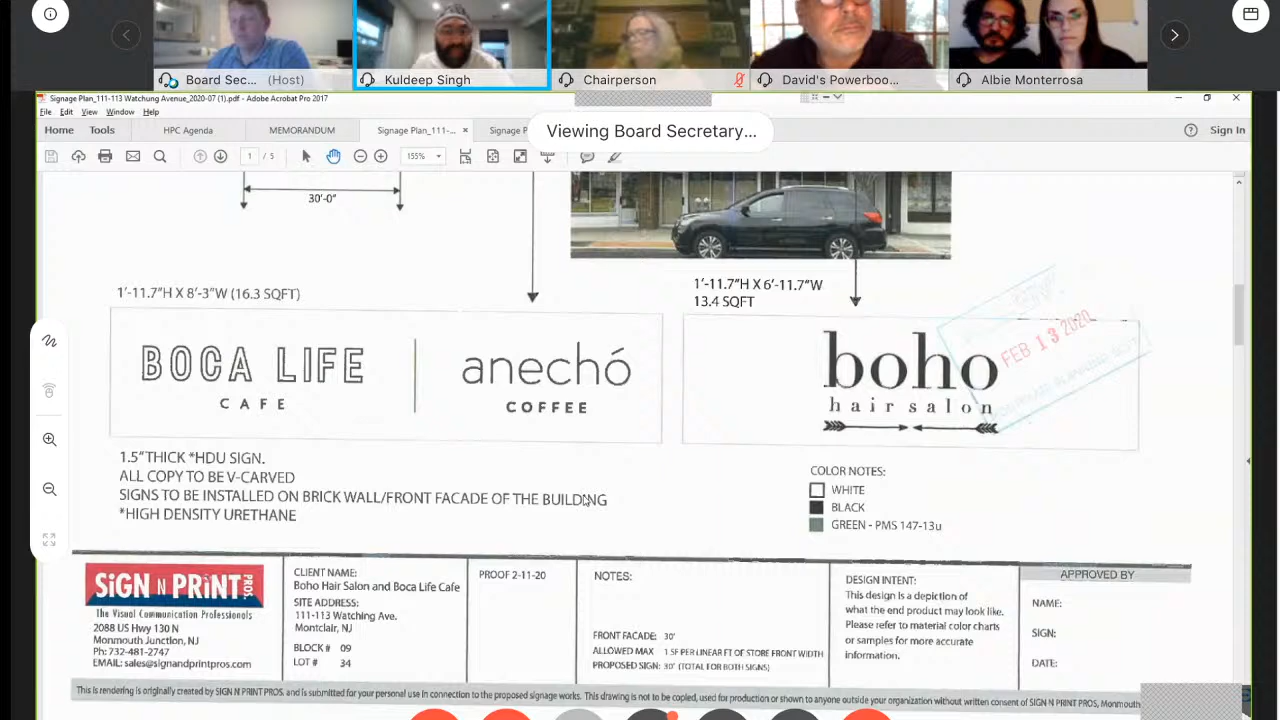 Board Sec... (Host)
Kuldeep Singh
Chairperson
David's Powerboo...
Albie Monterrosa
Signage Plan_111-113 Watchung Avenue_2020-07 (1).pdf - Adobe Acrobat Pro 2017
File Edit View Window Help
Home Tools HPC Agenda MEMORANDUM Signage Plan_111-... × Signage P
Viewing Board Secretary...
Sign In
1 / 5
155%
30'-0"
1'-11.7"H X 8'-3"W (16.3 SQFT)
1'-11.7"H X 6'-11.7"W
13.4 SQFT
BOCA LIFE
CAFE
anechó
COFFEE
boho
hair salon
FEB 13 2020
1.5" THICK *HDU SIGN.
ALL COPY TO BE V-CARVED
SIGNS TO BE INSTALLED ON BRICK WALL/FRONT FACADE OF THE BUILDING
*HIGH DENSITY URETHANE
COLOR NOTES:
WHITE
BLACK
GREEN - PMS 147-13u
SiGN N PRiNT PROS.
The Visual Communication Professionals
2088 US Hwy 130 N
Monmouth Junction, NJ
Ph: 732-481-2747
EMAIL: sales@signandprintpros.com
CLIENT NAME:
Boho Hair Salon and Boca Life Cafe
SITE ADDRESS:
111-113 Watching Ave.
Montclair, NJ
BLOCK # 09
LOT # 34
PROOF 2-11-20
NOTES:
FRONT FACADE: 30'
ALLOWED MAX 1 SF PER LINEAR FT OF STORE FRONT WIDTH
PROPOSED SIGN: 30' (TOTAL FOR BOTH SIGNS)
DESIGN INTENT:
This design is a depiction of
what the end product may look like.
Please refer to material color charts
or samples for more accurate
information.
APPROVED BY
NAME:
SIGN:
DATE:
This is rendering is originally created by SIGN N PRINT PROS. and is submitted for your personal use in connection to the proposed signage works. This drawing is not to be copied, used for production or shown to anyone outside your organization without written consent of SIGN N PRINT PROS, Monmouth